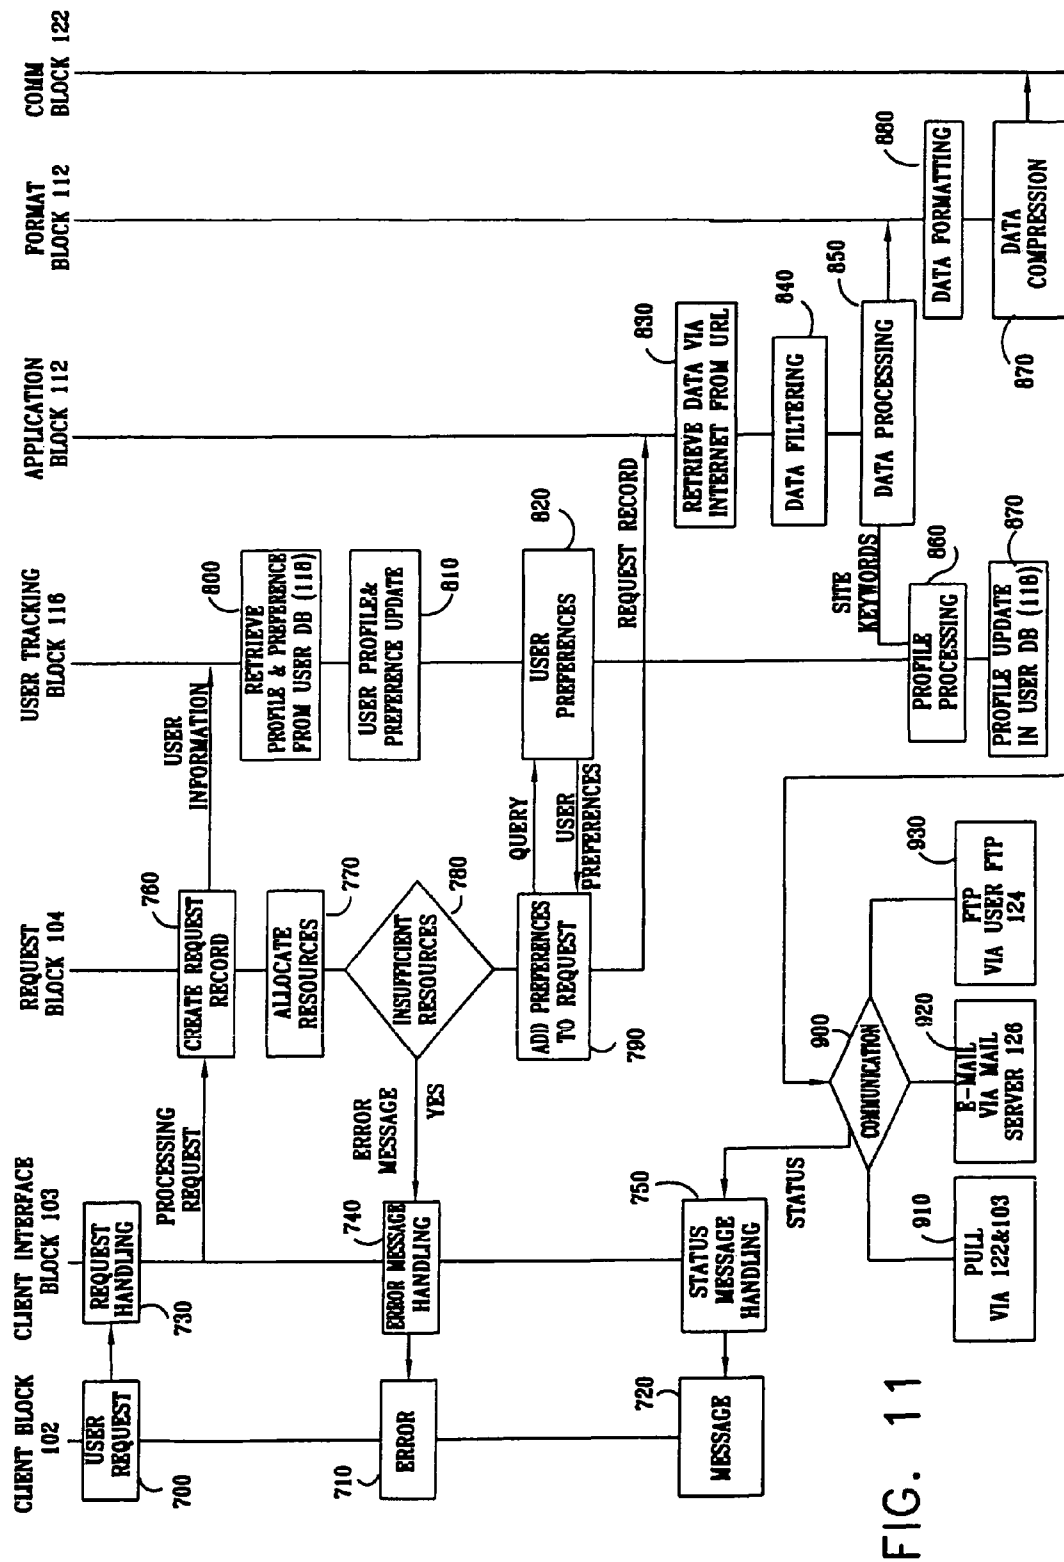 CLIENT BLOCK
102
CLIENT INTERFACE
BLOCK 103
REQUEST
BLOCK 104
USER TRACKING
BLOCK 116
APPLICATION
BLOCK 112
FORMAT
BLOCK 112
COMM
BLOCK 122
USER
REQUEST
700
REQUEST
HANDLING
730
PROCESSING
REQUEST
CREATE REQUEST
RECORD
760
USER
INFORMATION
RETRIEVE
PROFILE & PREFERENCE
FROM USER DB (118)
800
ALLOCATE
RESOURCES
770
USER PROFILE&
PREFERENCE UPDATE
810
INSUFFICIENT
RESOURCES
780
ERROR
MESSAGE
YES
ERROR MESSAGE
HANDLING
740
ERROR
710
ADD PREFERENCES
TO REQUEST
790
QUERY
USER
PREFERENCES
USER
PREFERENCES
820
REQUEST RECORD
RETRIEVE DATA VIA
INTERNET FROM URL
830
DATA FILTERING
840
DATA PROCESSING
850
SITE
KEYWORDS
PROFILE
PROCESSING
860
PROFILE UPDATE
IN USER DB (118)
870
DATA FORMATTING
880
DATA
COMPRESSION
870
MESSAGE
720
STATUS
MESSAGE
HANDLING
750
STATUS
COMMUNICATION
900
PULL
VIA 122&103
910
E-MAIL
VIA MAIL
SERVER 126
920
FTP
VIA USER FTP
124
930
FIG. 11